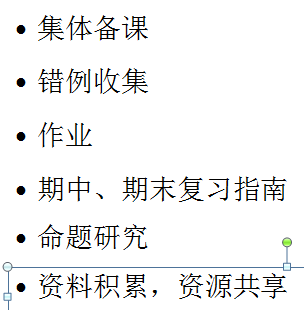 • 集体备课
• 错例收集
• 作业
• 期中、期末复习指南
• 命题研究
• 资料积累，资源共享